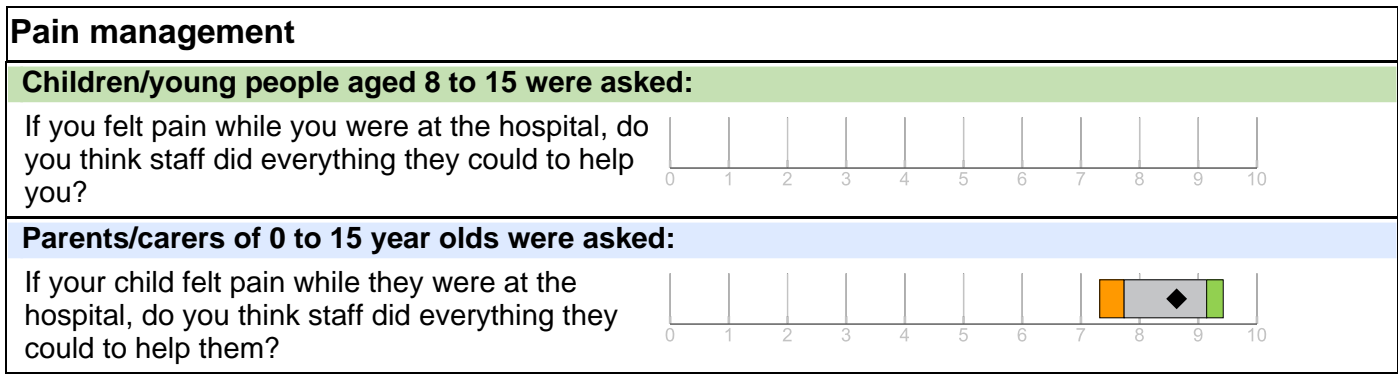 Pain management
Children/young people aged 8 to 15 were asked:
If you felt pain while you were at the hospital, do
you think staff did everything they could to help
you?
0 1 2 3 4 5 6 7 8 9 10
Parents/carers of 0 to 15 year olds were asked:
If your child felt pain while they were at the
hospital, do you think staff did everything they
could to help them?
0 1 2 3 4 5 6 7 8 9 10